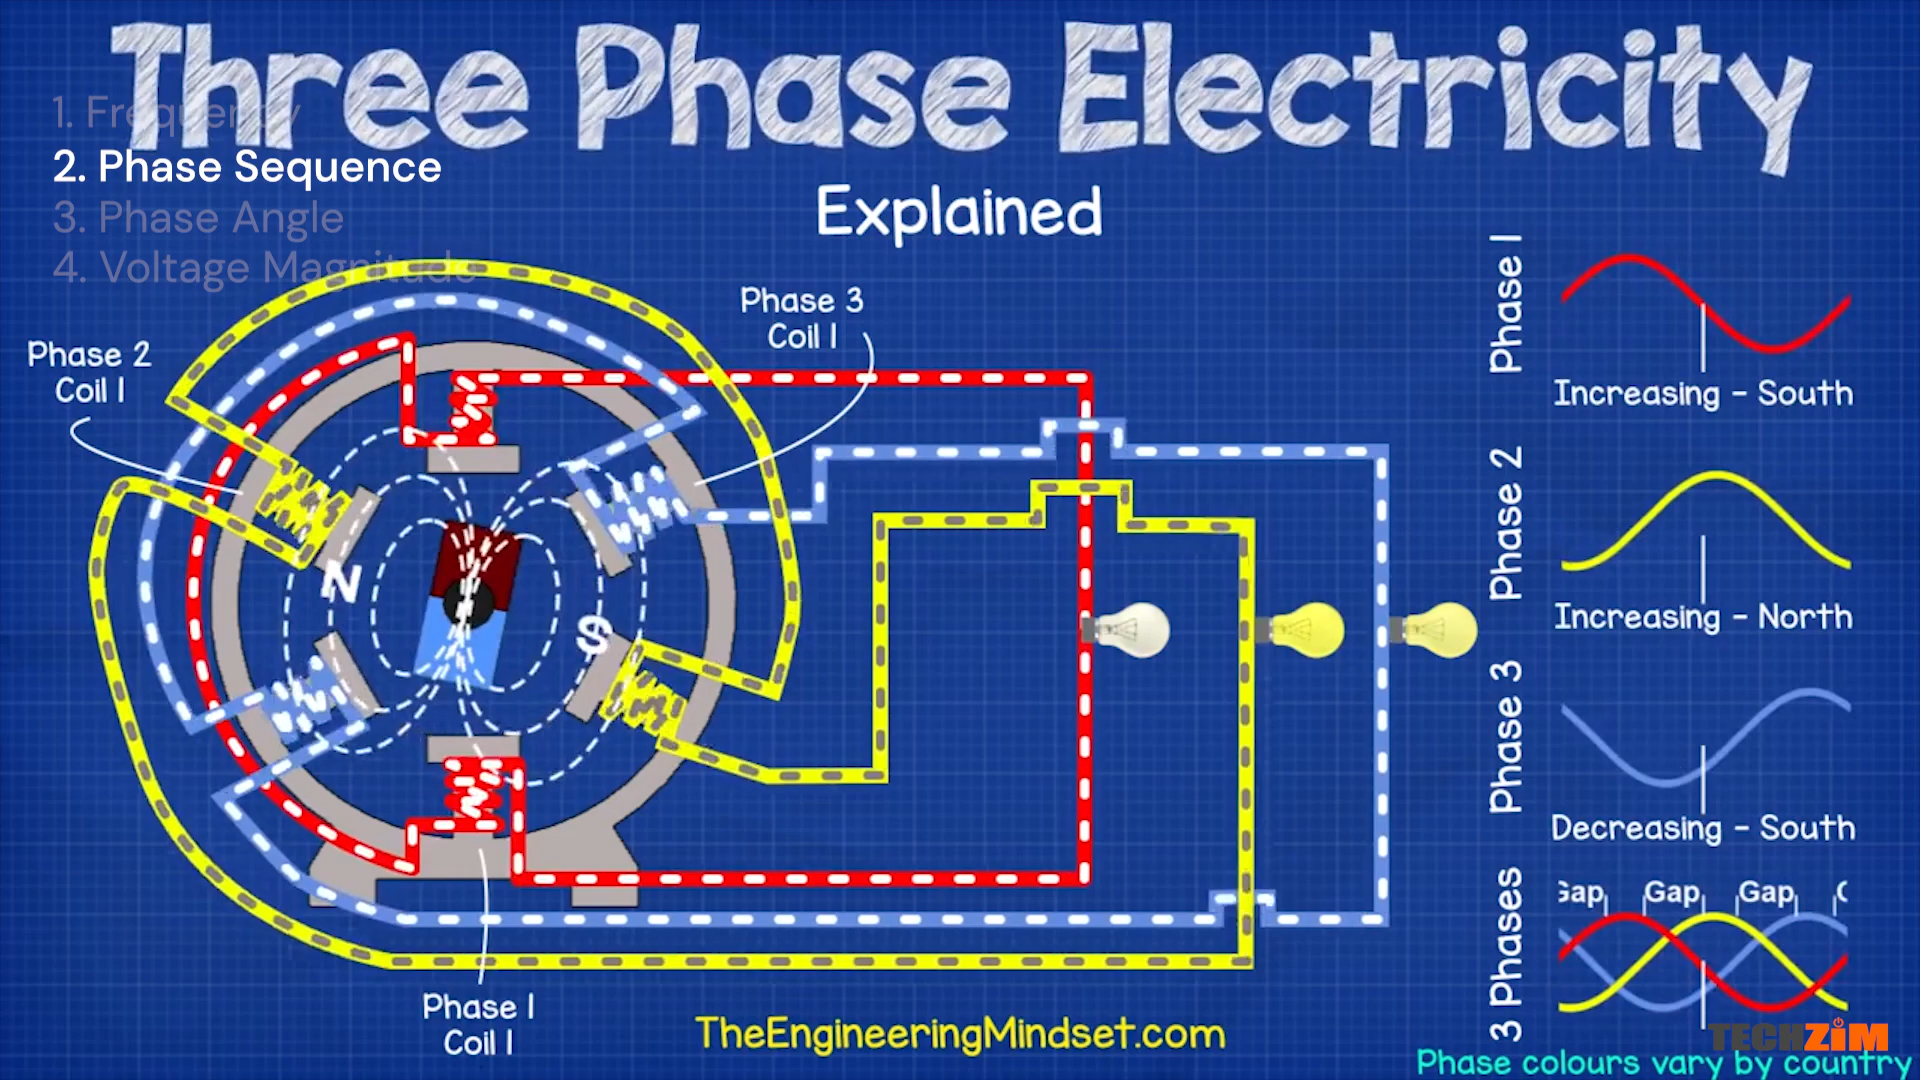 Three Phase Electricity
1. Frequency
2. Phase Sequence
3. Phase Angle
4. Voltage Magnitude
Explained
Phase 3
Coil 1
Phase 2
Coil 1
N
S
Phase 1
Coil 1
Phase 1
Increasing - South
Phase 2
Increasing - North
Phase 3
Decreasing - South
3 Phases
Gap
Gap
Gap
TheEngineeringMindset.com
TECHZiM
Phase colours vary by country